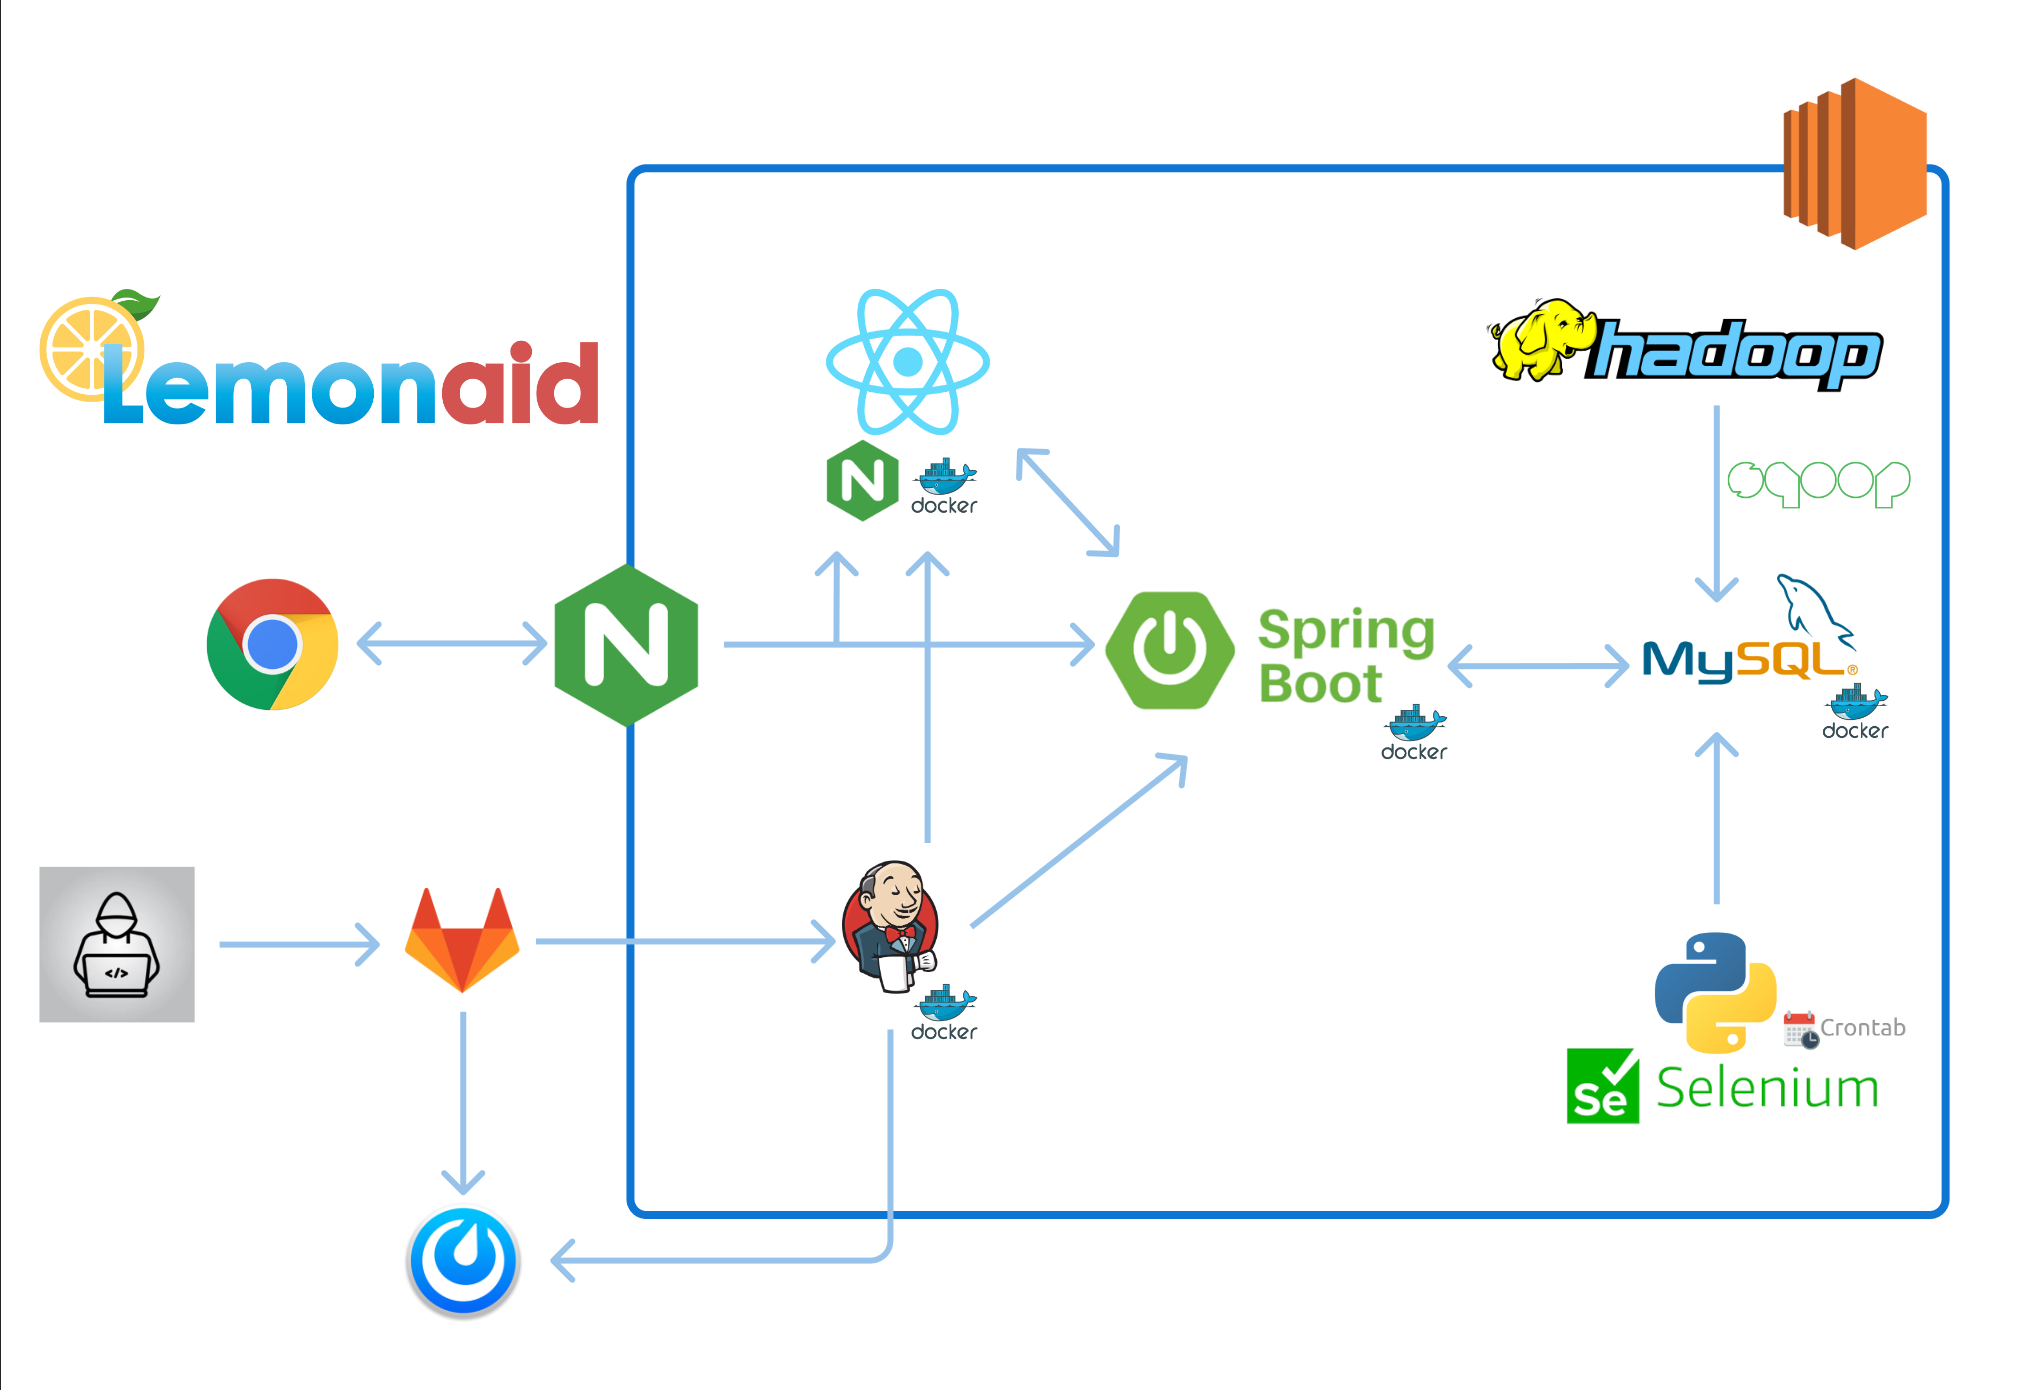 Lemonaid
hadoop
N
docker
sqoop
N
Spring
Boot
docker
MySQL®
docker
</>
docker
Crontab
Se Selenium